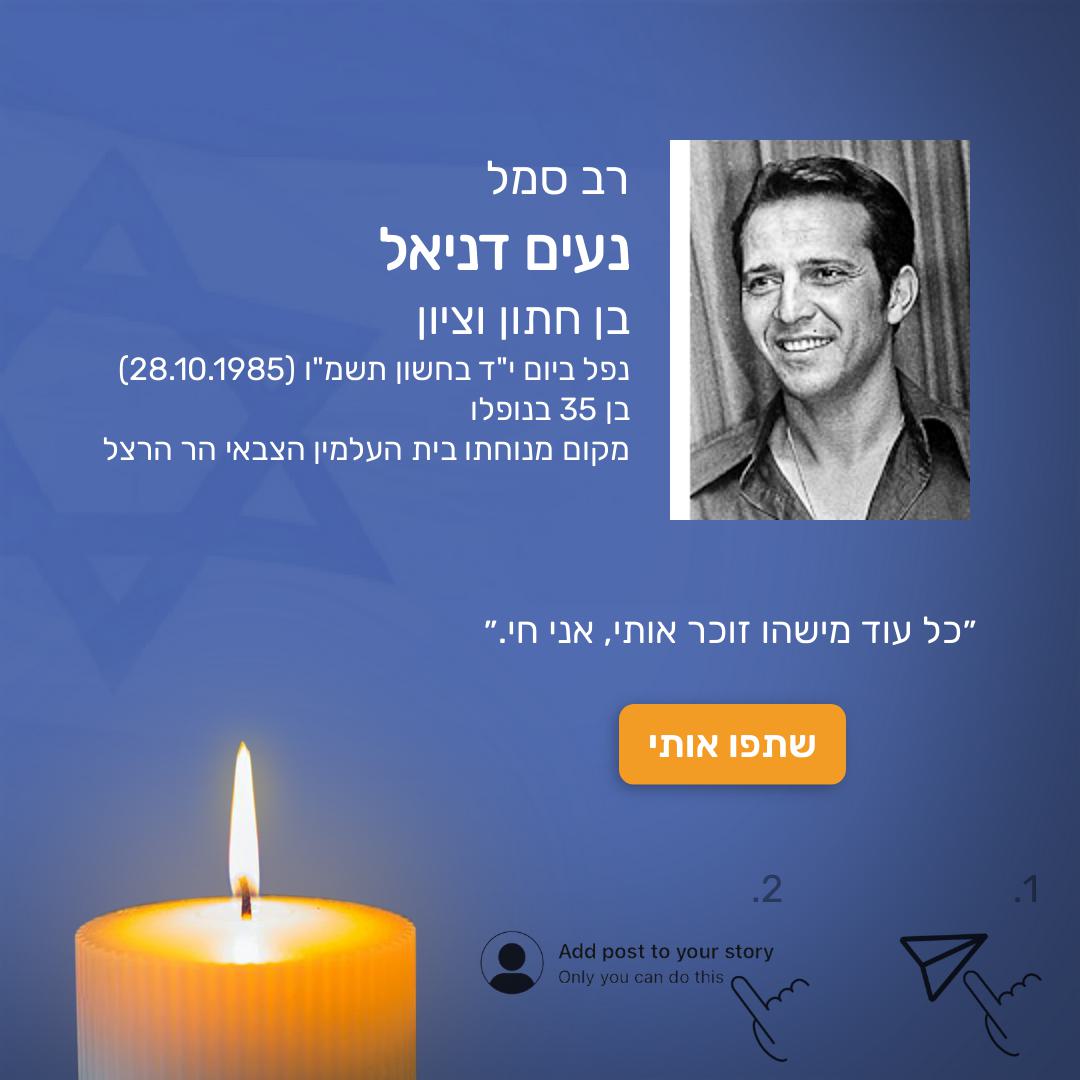 רב סמל
נעים דניאל
בן חתון וציון
נפל ביום י"ד בחשון תשמ"ו (28.10.1985)
בן 35 בנופלו
מקום מנוחתו בית העלמין הצבאי הר הרצל
״כל עוד מישהו זוכר אותי, אני חי.״
שתפו אותי
1.
2.
Add post to your story
Only you can do this